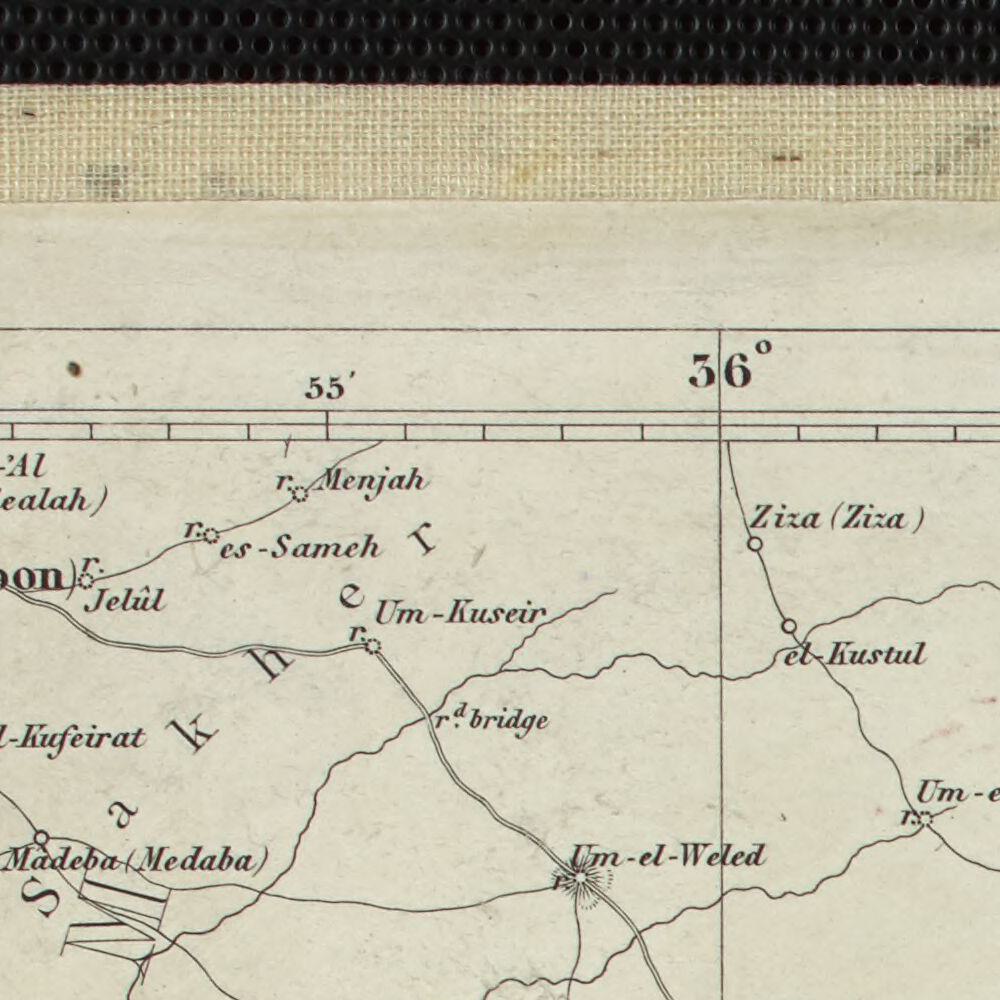 55′
36°
-'Al
ealah)
r. Menjah
Ziza (Ziza)
r. es-Sameh
oon)
r. Jelûl
Um-Kuseir
r.
el-Kustul
r.ᵈ bridge
l-Kufeirat
Um-e
r.
Madeba (Medaba)
Um-el-Weled
r.
Sakher
M